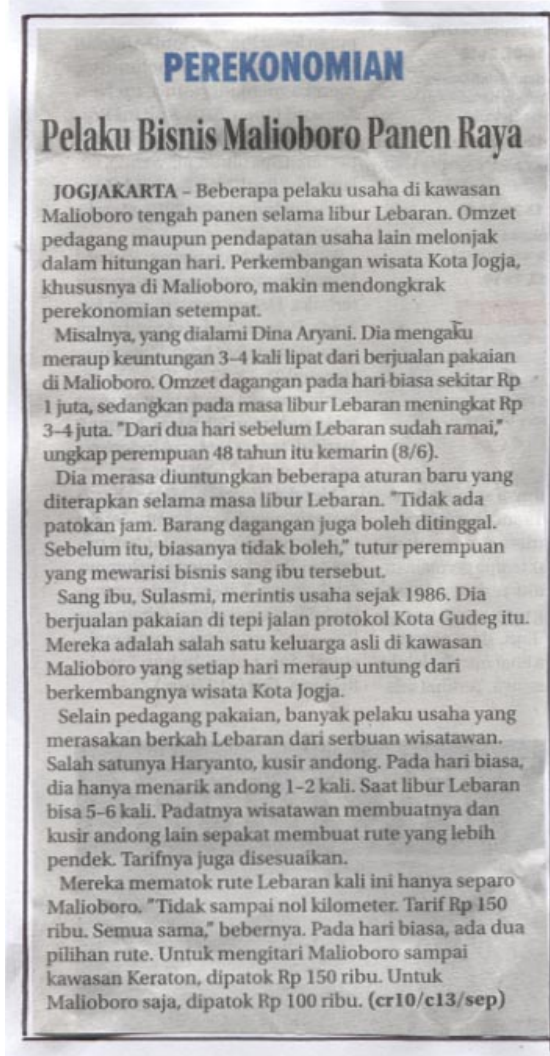 PEREKONOMIAN
Pelaku Bisnis Malioboro Panen Raya
JOGJAKARTA – Beberapa pelaku usaha di kawasan
Malioboro tengah panen selama libur Lebaran. Omzet
pedagang maupun pendapatan usaha lain melonjak
dalam hitungan hari. Perkembangan wisata Kota Jogja,
khususnya di Malioboro, makin mendongkrak
perekonomian setempat.
Misalnya, yang dialami Dina Aryani. Dia mengaku
meraup keuntungan 3–4 kali lipat dari berjualan pakaian
di Malioboro. Omzet dagangan pada hari biasa sekitar Rp
1 juta, sedangkan pada masa libur Lebaran meningkat Rp
3–4 juta. "Dari dua hari sebelum Lebaran sudah ramai,"
ungkap perempuan 48 tahun itu kemarin (8/6).
Dia merasa diuntungkan beberapa aturan baru yang
diterapkan selama masa libur Lebaran. "Tidak ada
patokan jam. Barang dagangan juga boleh ditinggal.
Sebelum itu, biasanya tidak boleh," tutur perempuan
yang mewarisi bisnis sang ibu tersebut.
Sang ibu, Sulasmi, merintis usaha sejak 1986. Dia
berjualan pakaian di tepi jalan protokol Kota Gudeg itu.
Mereka adalah salah satu keluarga asli di kawasan
Malioboro yang setiap hari meraup untung dari
berkembangnya wisata Kota Jogja.
Selain pedagang pakaian, banyak pelaku usaha yang
merasakan berkah Lebaran dari serbuan wisatawan.
Salah satunya Haryanto, kusir andong. Pada hari biasa,
dia hanya menarik andong 1–2 kali. Saat libur Lebaran
bisa 5–6 kali. Padatnya wisatawan membuatnya dan
kusir andong lain sepakat membuat rute yang lebih
pendek. Tarifnya juga disesuaikan.
Mereka mematok rute Lebaran kali ini hanya separo
Malioboro. "Tidak sampai nol kilometer. Tarif Rp 150
ribu. Semua sama," bebernya. Pada hari biasa, ada dua
pilihan rute. Untuk mengitari Malioboro sampai
kawasan Keraton, dipatok Rp 150 ribu. Untuk
Malioboro saja, dipatok Rp 100 ribu. (cr10/c13/sep)